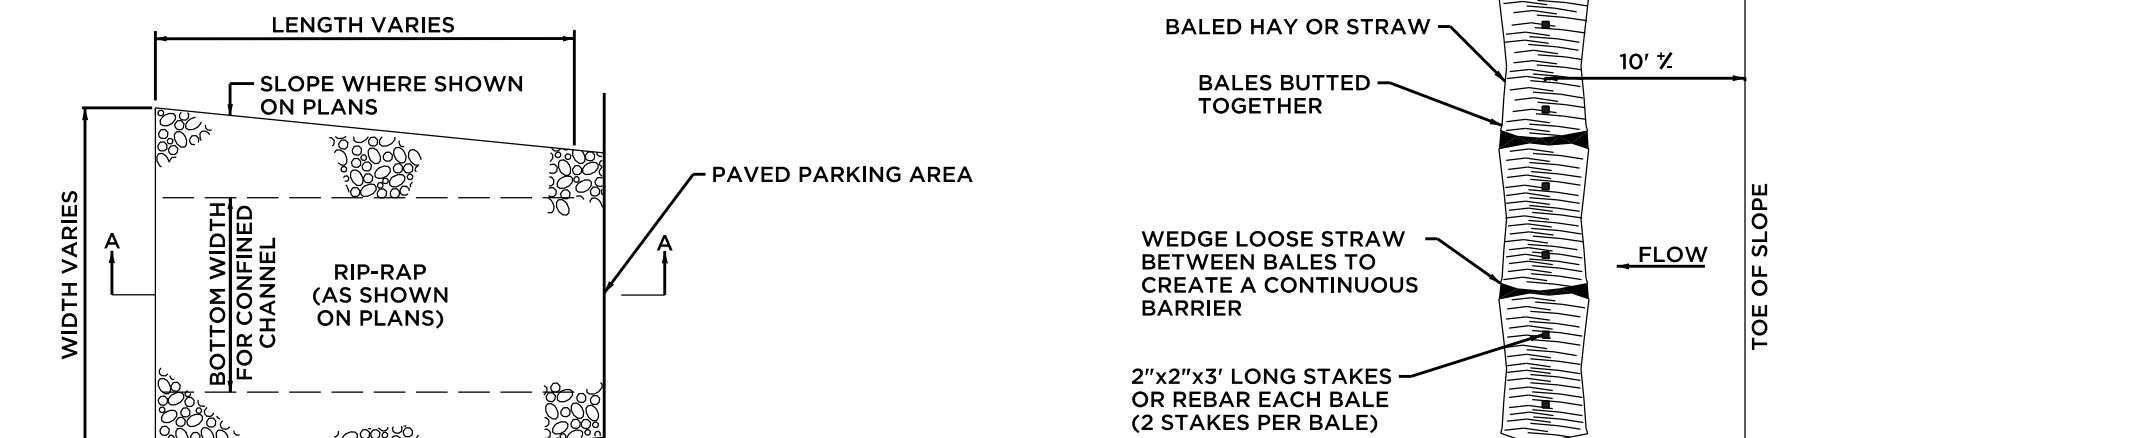 LENGTH VARIES
SLOPE WHERE SHOWN
ON PLANS
PAVED PARKING AREA
WIDTH VARIES
A
BOTTOM WIDTH
FOR CONFINED
CHANNEL
RIP-RAP
(AS SHOWN
ON PLANS)
A
BALED HAY OR STRAW
10' +/-
BALES BUTTED
TOGETHER
WEDGE LOOSE STRAW
BETWEEN BALES TO
CREATE A CONTINUOUS
BARRIER
FLOW
TOE OF SLOPE
2"x2"x3' LONG STAKES
OR REBAR EACH BALE
(2 STAKES PER BALE)